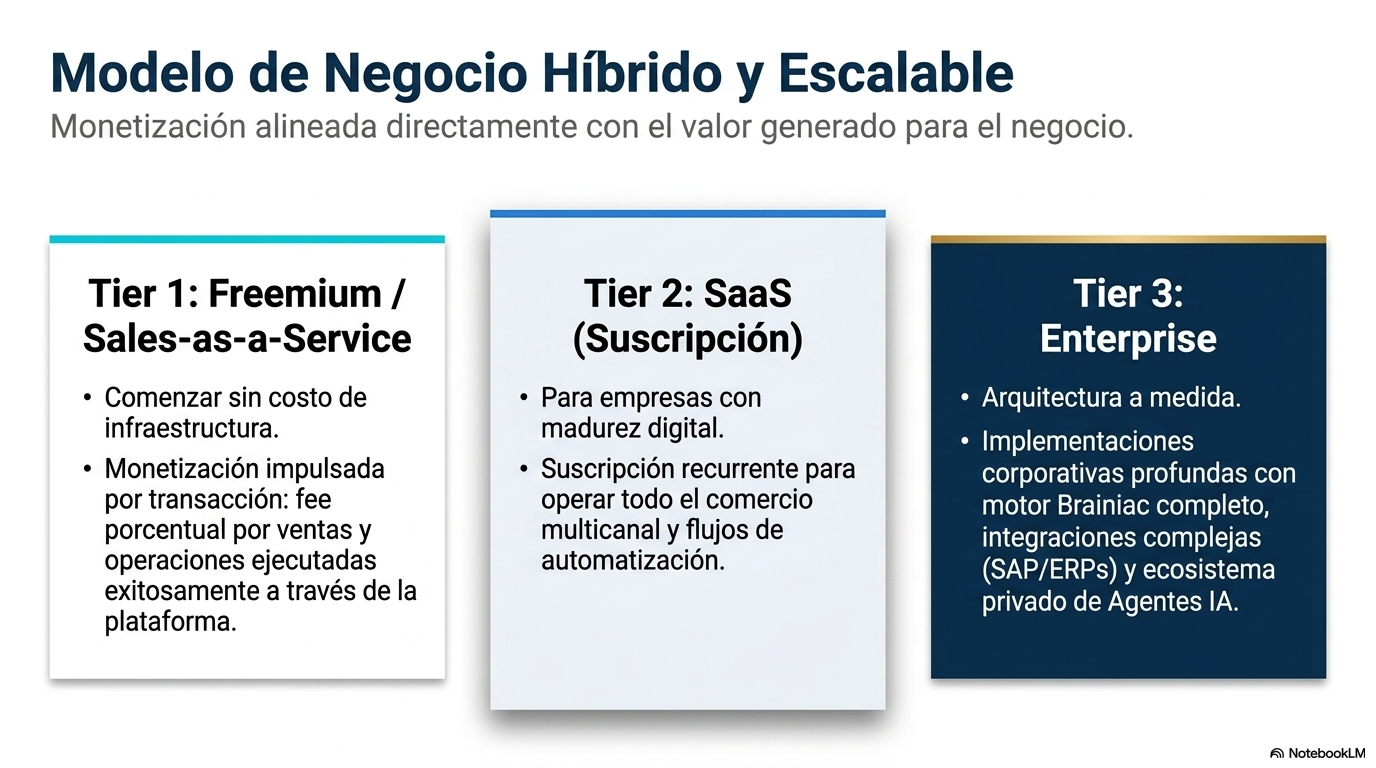 Modelo de Negocio Híbrido y Escalable
Monetización alineada directamente con el valor generado para el negocio.
Tier 1: Freemium /
Sales-as-a-Service
• Comenzar sin costo de
infraestructura.
• Monetización impulsada
por transacción: fee
porcentual por ventas y
operaciones ejecutadas
exitosamente a través de la
plataforma.
Tier 2: SaaS
(Suscripción)
• Para empresas con
madurez digital.
• Suscripción recurrente para
operar todo el comercio
multicanal y flujos de
automatización.
Tier 3:
Enterprise
• Arquitectura a medida.
• Implementaciones
corporativas profundas con
motor Brainiac completo,
integraciones complejas
(SAP/ERPs) y ecosistema
privado de Agentes IA.
NotebookLM